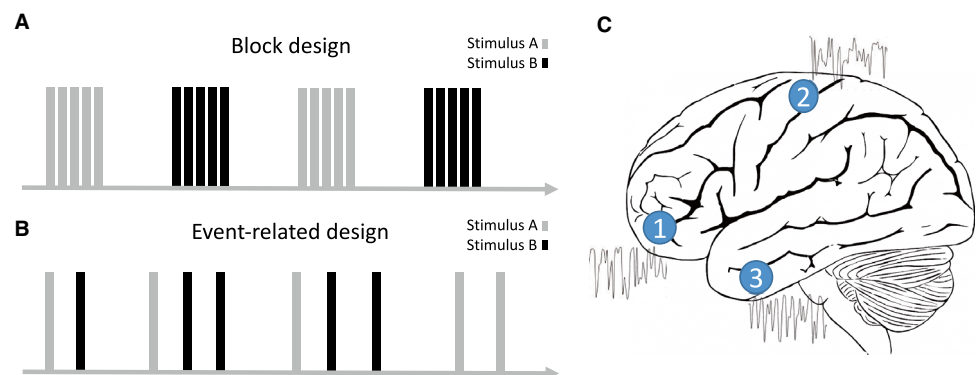 A
Block design
Stimulus A
Stimulus B
B
Event-related design
Stimulus A
Stimulus B
C
2
1
3